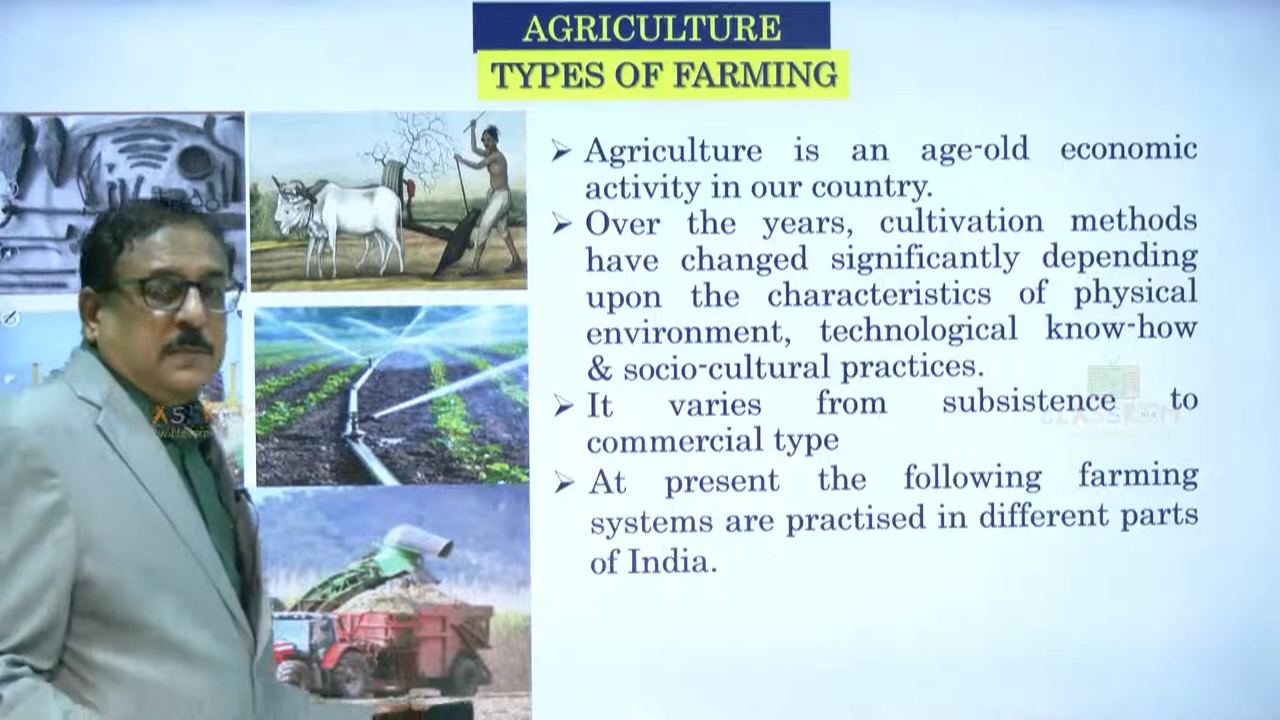 AGRICULTURE
TYPES OF FARMING
➢ Agriculture is an age-old economic
activity in our country.
➢ Over the years, cultivation methods
have changed significantly depending
upon the characteristics of physical
environment, technological know-how
& socio-cultural practices.
➢ It varies from subsistence to
commercial type
➢ At present the following farming
systems are practised in different parts
of India.